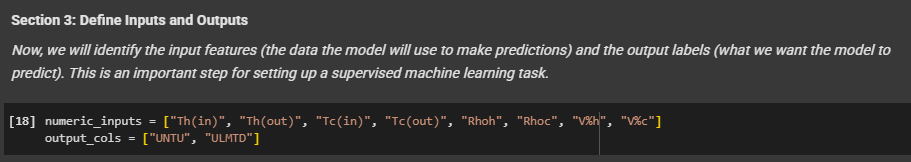 Section 3: Define Inputs and Outputs
Now, we will identify the input features (the data the model will use to make predictions) and the output labels (what we want the model to
predict). This is an important step for setting up a supervised machine learning task.
[18] numeric_inputs = ["Th(in)", "Th(out)", "Tc(in)", "Tc(out)", "Rhoh", "Rhoc", "V%h", "V%c"]
output_cols = ["UNTU", "ULMTD"]